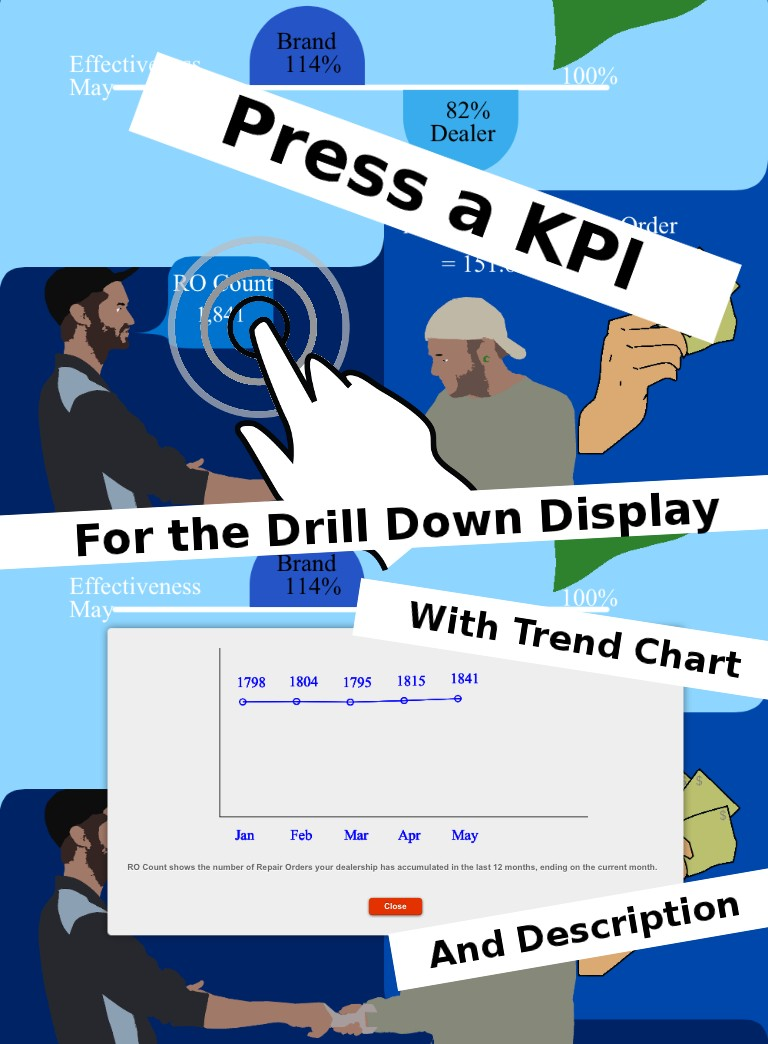 Brand
114%
Effectiveness
May
100%
82%
Dealer
Press a KPI
Order
= 151.
RO Count
1,841
For the Drill Down Display
Brand
114%
Effectiveness
May
100%
With Trend Chart
1798 1804 1795 1815 1841
Jan Feb Mar Apr May
RO Count shows the number of Repair Orders your dealership has accumulated in the last 12 months, ending on the current month.
Close
And Description